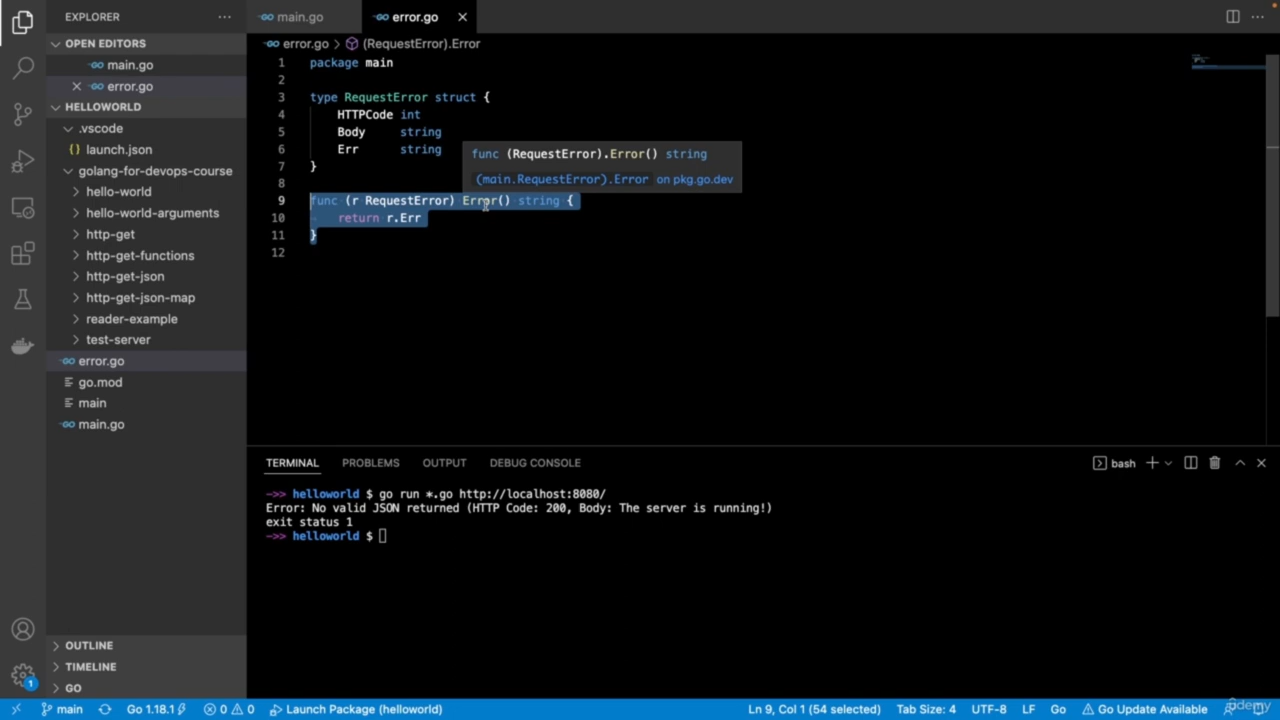 EXPLORER
main.go
error.go
OPEN EDITORS
main.go
error.go
HELLOWORLD
.vscode
{} launch.json
golang-for-devops-course
hello-world
hello-world-arguments
http-get
http-get-functions
http-get-json
http-get-json-map
reader-example
test-server
error.go
go.mod
main
main.go
OUTLINE
TIMELINE
GO
error.go > (RequestError).Error
1 package main
2
3 type RequestError struct {
4 HTTPCode int
5 Body string
6 Err string
7 }
8
9 func (r RequestError) Error() string {
10 return r.Err
11 }
12
func (RequestError).Error() string
(main.RequestError).Error on pkg.go.dev
TERMINAL PROBLEMS OUTPUT DEBUG CONSOLE
bash
->> helloworld $ go run *.go http://localhost:8080/
Error: No valid JSON returned (HTTP Code: 200, Body: The server is running!)
exit status 1
->> helloworld $
1
main Go 1.18.1 0 0 Launch Package (helloworld) Ln 9, Col 1 (54 selected) Tab Size: 4 UTF-8 LF Go Go Update Available
udemy